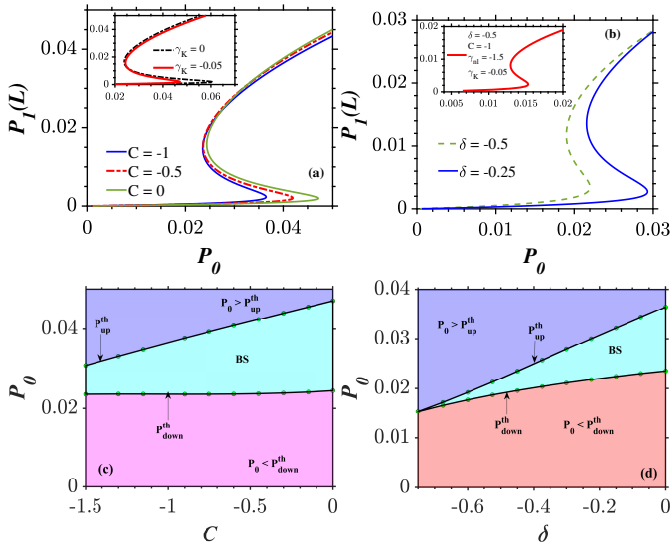 0.04
0.02
0
P₁(L)
0.05
0.04
0.03
0.02
0.01
0.00
0.02 0.04 0.06
γK = 0
γK = -0.05
C = -1
C = -0.5
C = 0
(a)
0 0.02 0.04
P₀
0.03
0.02
0.01
0
P₁(L)
0.02
0.01
0.00
0.005 0.010 0.015 0.02
δ = -0.5
C = -1
γnl = -1.5
γK = -0.05
(b)
δ = -0.5
δ = -0.25
0 0.01 0.02 0.03
P₀
0.04
0.02
0
P₀
P₀ > Pᵗʰup
Pᵗʰup
BS
Pᵗʰdown
P₀ < Pᵗʰdown
(c)
-1.5 -1 -0.5 0
C
0.04
0.03
0.02
0.01
0
P₀
P₀ > Pᵗʰup
Pᵗʰup
BS
Pᵗʰdown
P₀ < Pᵗʰdown
(d)
-0.6 -0.4 -0.2 0
δ